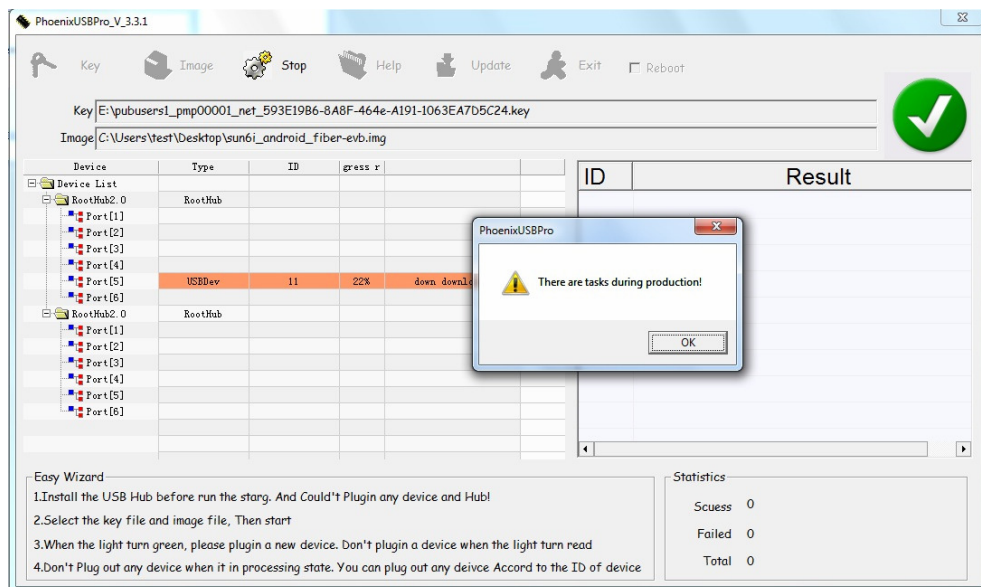 PhoenixUSBPro_V_3.3.1
Key Image Stop Help Update Exit Reboot
Key E:\pubusers1_pmp00001_net_593E19B6-8A8F-464e-A191-1063EA7D5C24.key
Image C:\Users\test\Desktop\sun6i_android_fiber-evb.img
Device Type ID gress r
ID Result
Device List
RootHub2.0 RootHub
Port[1]
Port[2]
Port[3]
Port[4]
Port[5] USBDev 11 22% down downlo
Port[6]
RootHub2.0 RootHub
Port[1]
Port[2]
Port[3]
Port[4]
Port[5]
Port[6]
PhoenixUSBPro
There are tasks during production!
OK
Easy Wizard
1.Install the USB Hub before run the starg. And Could't Plugin any device and Hub!
2.Select the key file and image file, Then start
3.When the light turn green, please plugin a new device. Don't plugin a device when the light turn read
4.Don't Plug out any device when it in processing state. You can plug out any deivce Accord to the ID of device
Statistics
Scuess 0
Failed 0
Total 0